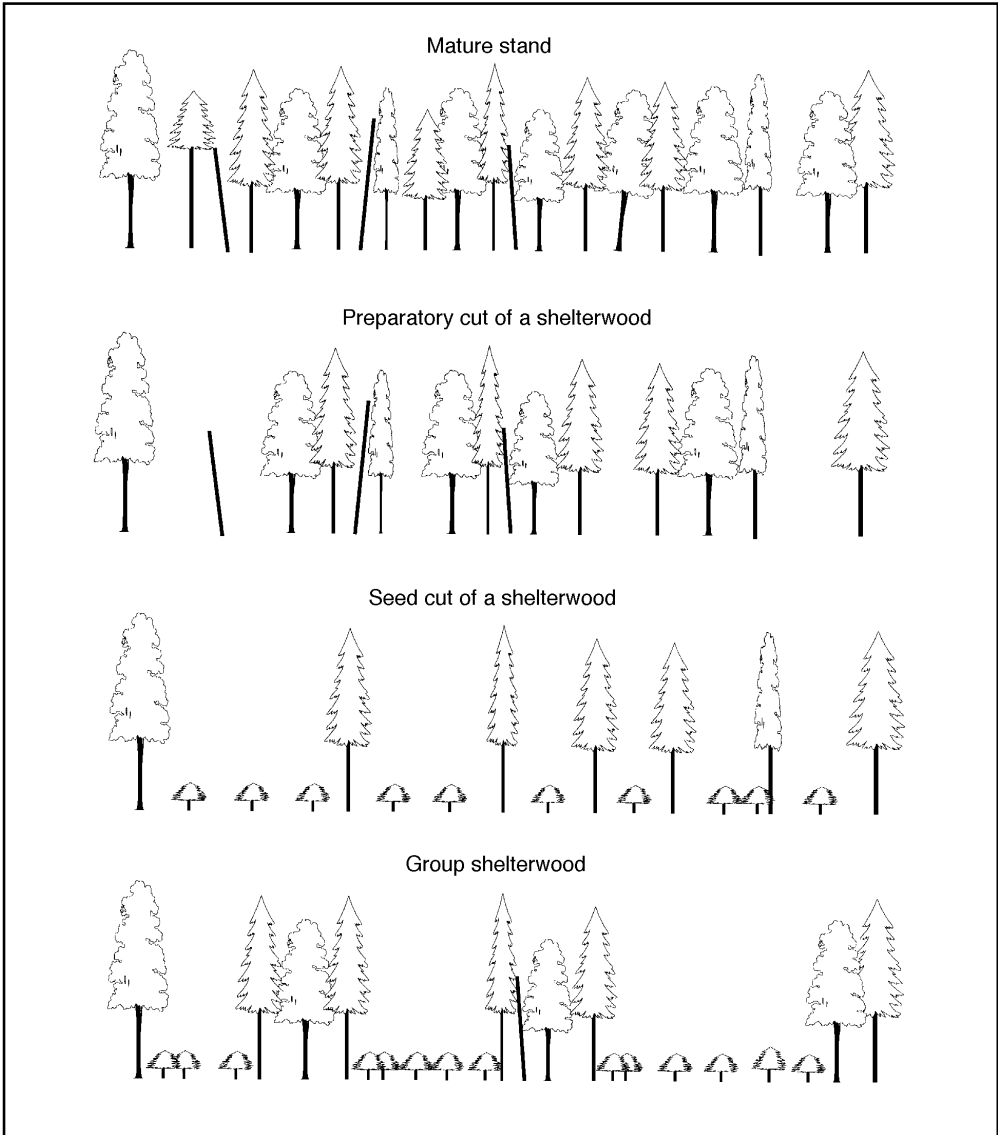 Mature stand
Preparatory cut of a shelterwood
Seed cut of a shelterwood
Group shelterwood